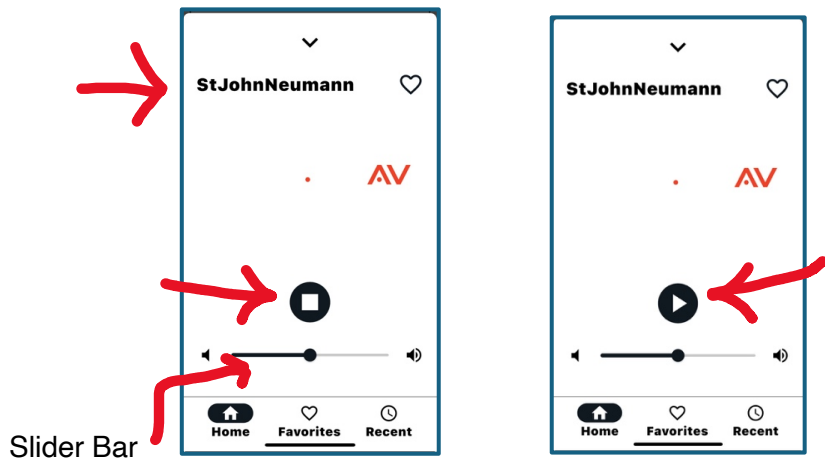 StJohnNeumann
AV
Home Favorites Recent
Slider Bar
StJohnNeumann
AV
Home Favorites Recent